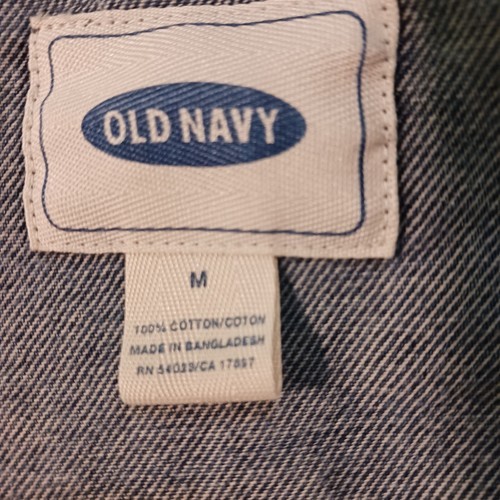 OLD NAVY
M
100% COTTON/COTON
MADE IN BANGLADESH
RN 54023/CA 17897